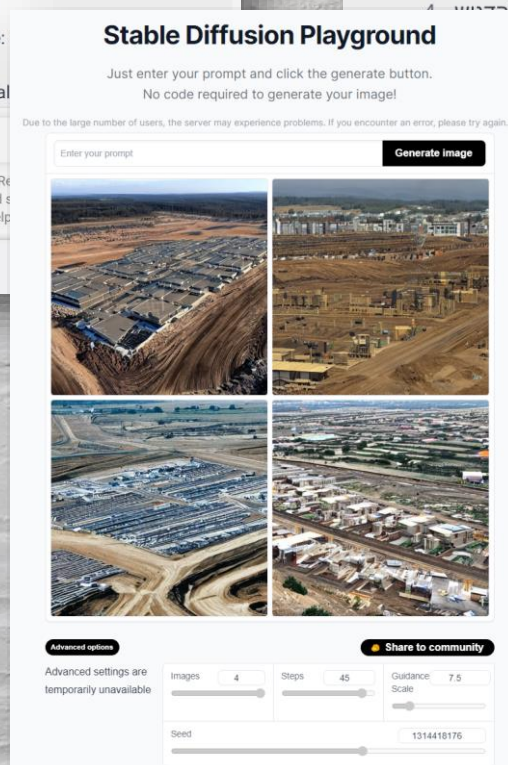 Stable Diffusion Playground
Just enter your prompt and click the generate button.
No code required to generate your image!
Due to the large number of users, the server may experience problems. If you encounter an error, please try again.
Enter your prompt
Generate image
Advanced options
Share to community
Advanced settings are
temporarily unavailable
Images 4
Steps 45
Guidance
Scale
7.5
Seed
1314418176